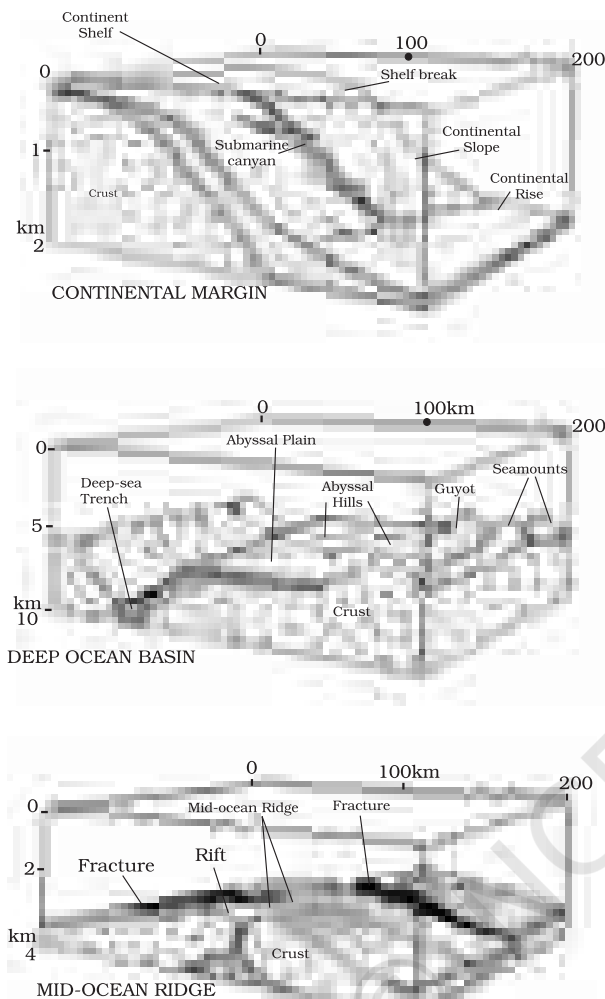 Continent
Shelf
0
100
200
0
Shelf break
Submarine
canyan
Continental
Slope
1
Continental
Rise
Crust
km
2
CONTINENTAL MARGIN
0
100km
200
0
Abyssal Plain
Deep-sea
Trench
Abyssal
Hills
Guyot
Seamounts
5
km
10
Crust
DEEP OCEAN BASIN
0
100km
200
0
Mid-ocean Ridge
Fracture
2
Fracture
Rift
km
4
Crust
MID-OCEAN RIDGE